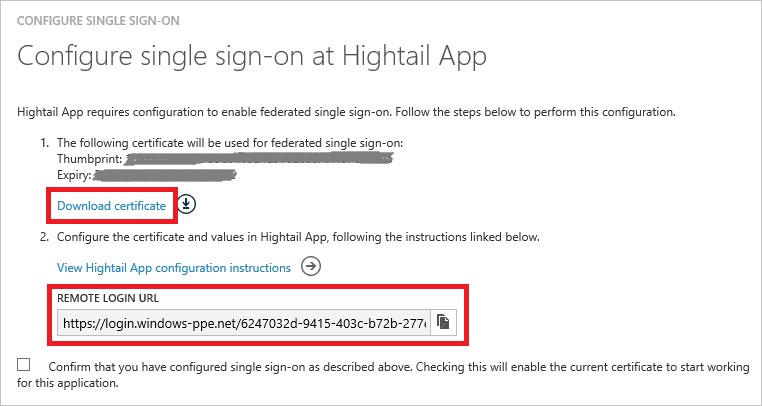 CONFIGURE SINGLE SIGN-ON
Configure single sign-on at Hightail App
Hightail App requires configuration to enable federated single sign-on. Follow the steps below to perform this configuration.
1. The following certificate will be used for federated single sign-on:
Thumbprint:
Expiry:
Download certificate
2. Configure the certificate and values in Hightail App, following the instructions linked below.
View Hightail App configuration instructions
REMOTE LOGIN URL
https://login.windows-ppe.net/6247032d-9415-403c-b72b-277
Confirm that you have configured single sign-on as described above. Checking this will enable the current certificate to start working
for this application.